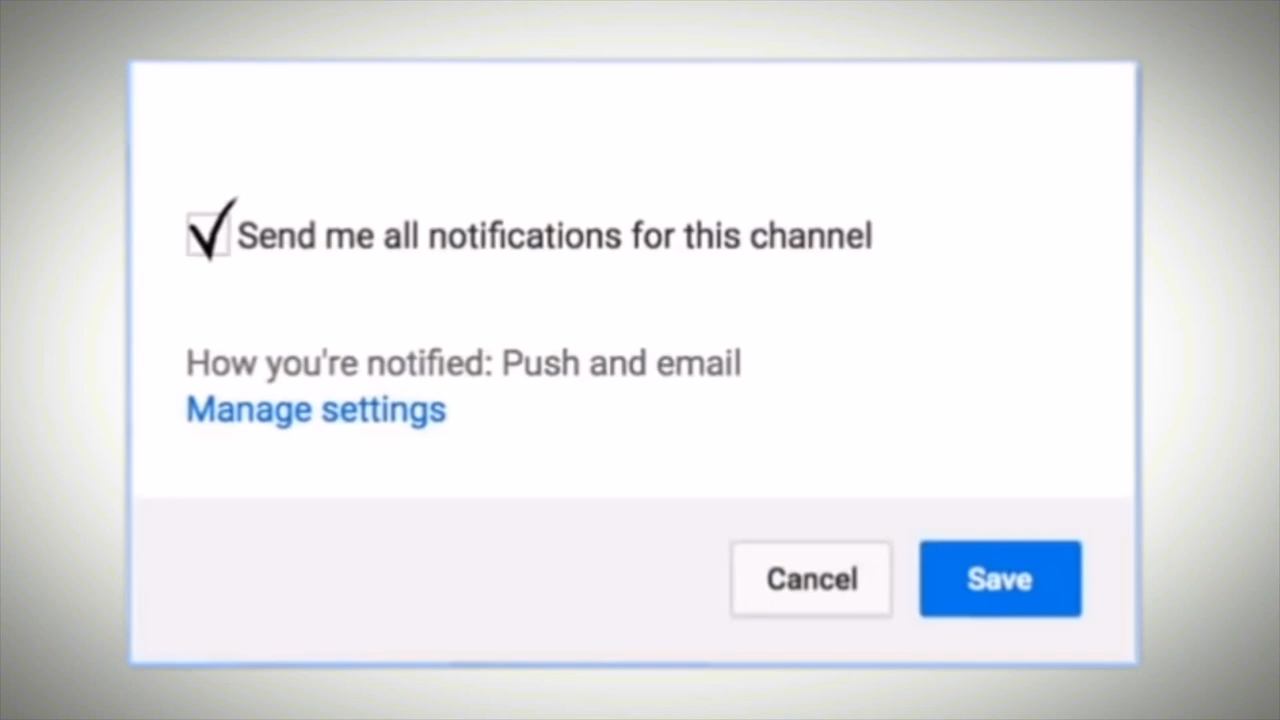 Send me all notifications for this channel
How you're notified: Push and email
Manage settings
Cancel
Save